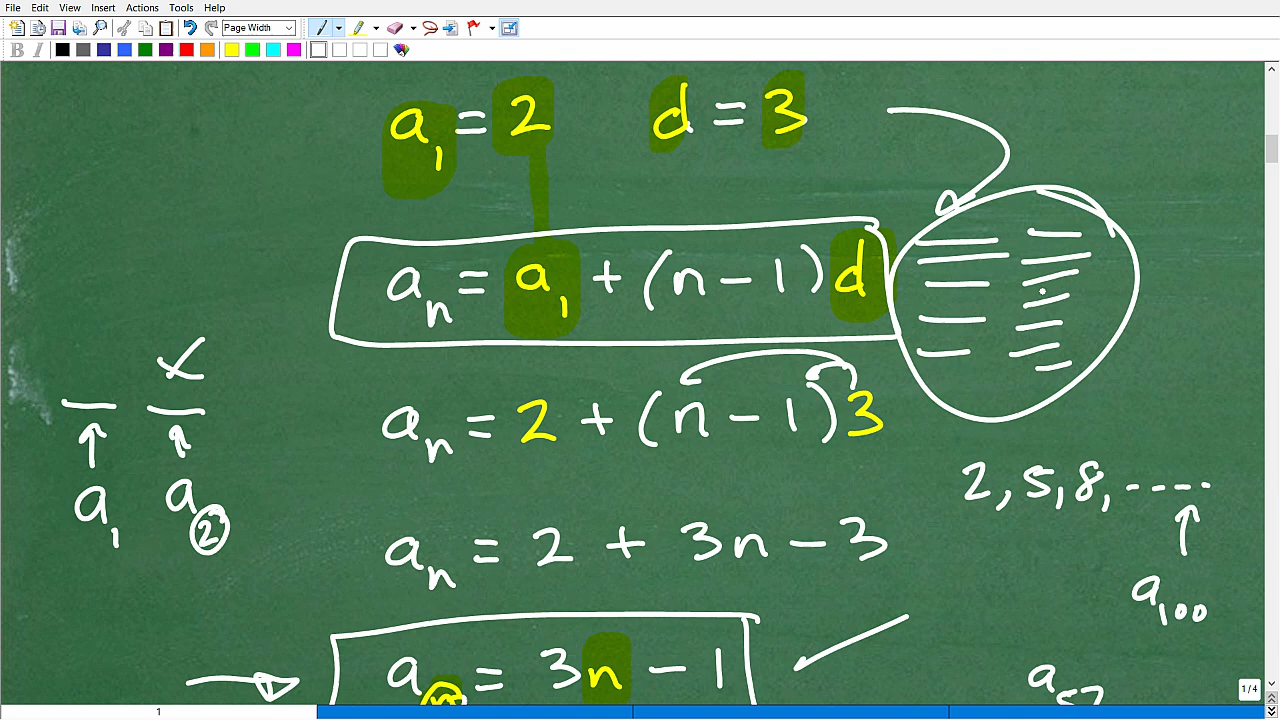 File Edit View Insert Actions Tools Help
Page Width
B I
a₁ = 2 d = 3
aₙ = a₁ + (n − 1) d
x
aₙ = 2 + (n − 1) 3
a₁ a₂
2, 5, 8, ----
aₙ = 2 + 3n − 3
a₁₀₀
aₙ = 3n − 1
a₅₇
1/4
1